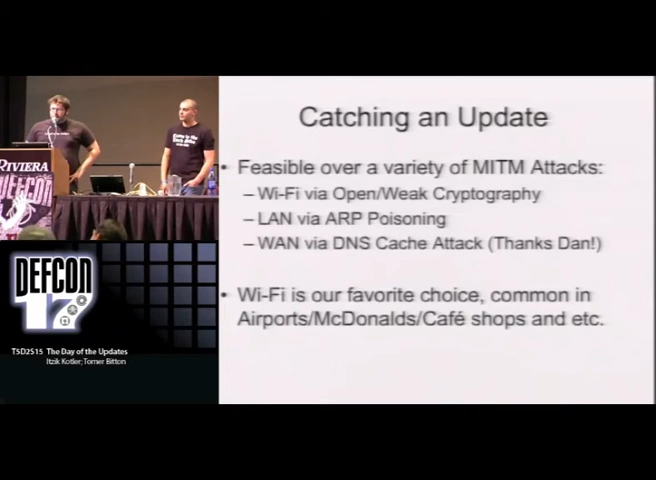 Catching an Update
• Feasible over a variety of MITM Attacks:
– Wi-Fi via Open/Weak Cryptography
– LAN via ARP Poisoning
– WAN via DNS Cache Attack (Thanks Dan!)
• Wi-Fi is our favorite choice, common in
Airports/McDonalds/Café shops and etc.
RIVIERA
DEFCON
DEFCON
17
T5D2S15 The Day of the Updates
Itzik Kotler; Tomer Bitton